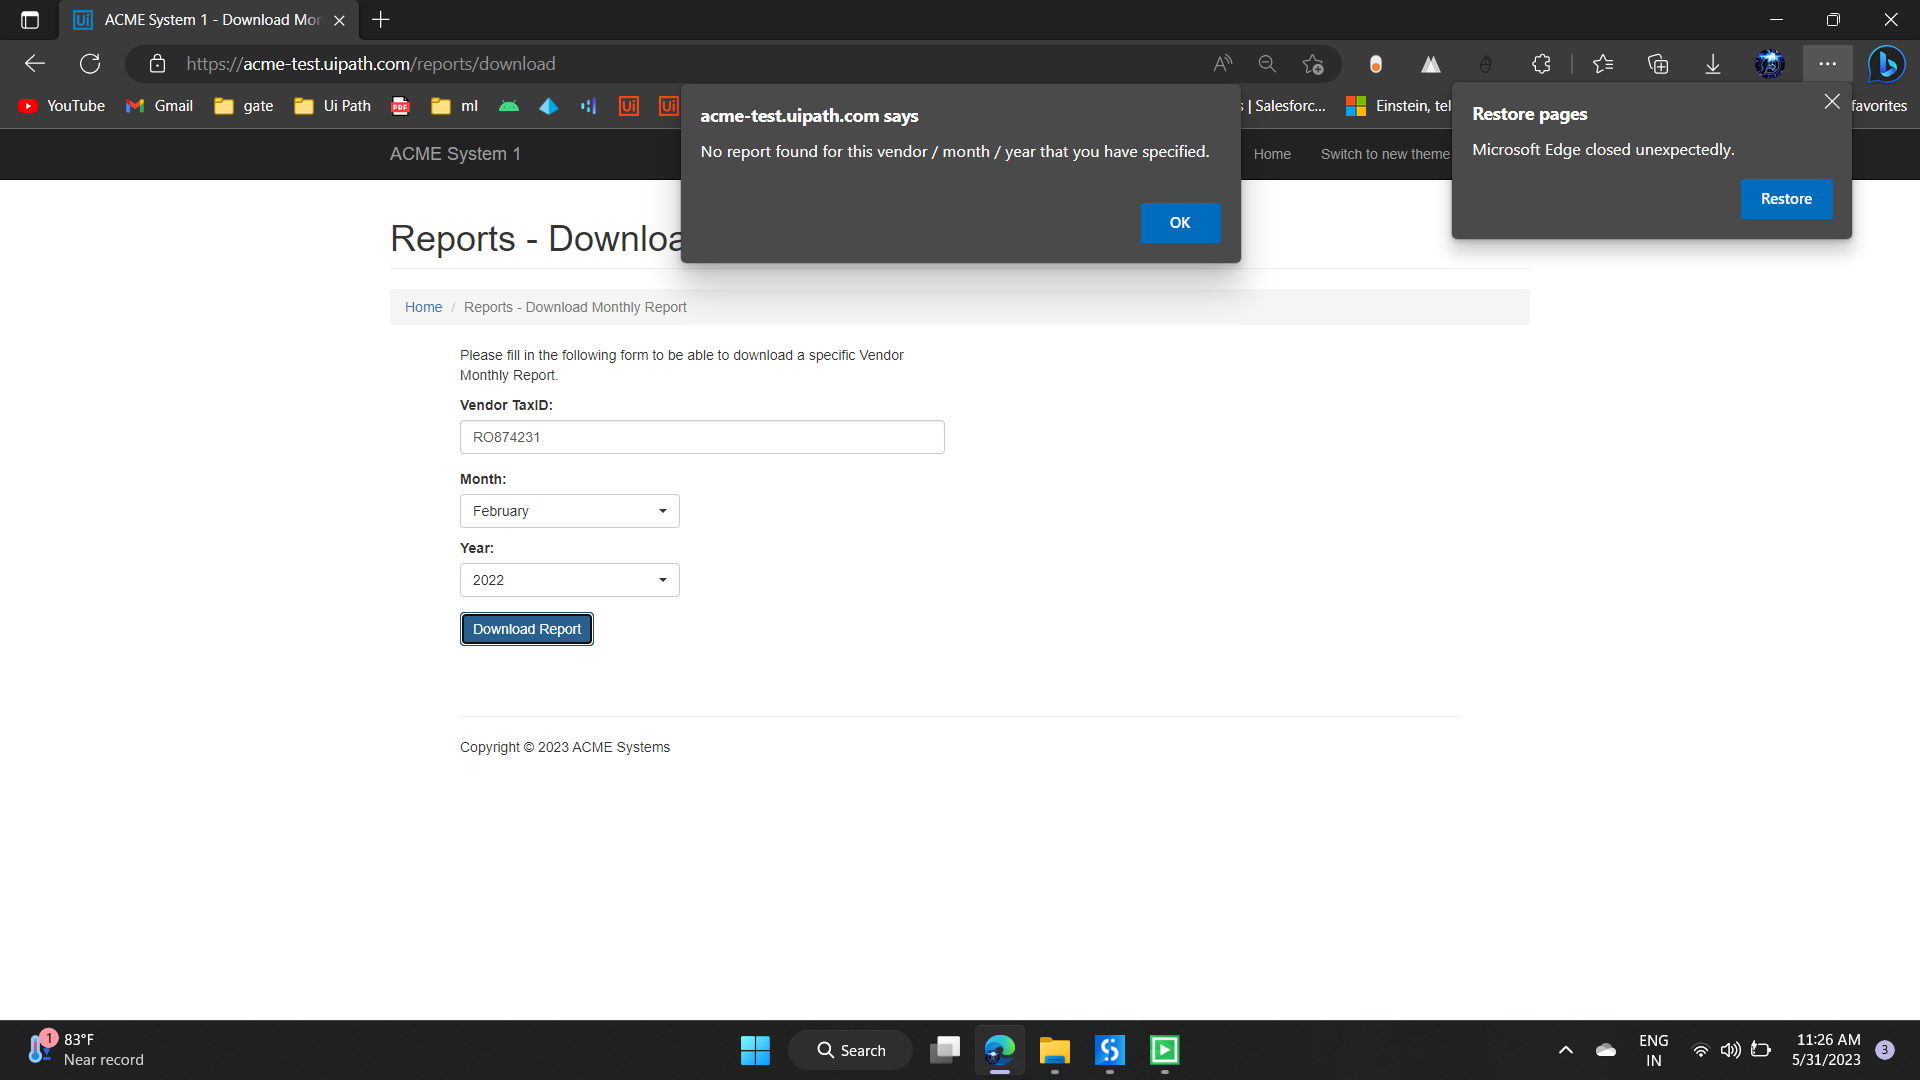 ACME System 1 - Download Mon
https://acme-test.uipath.com/reports/download
YouTube
Gmail
gate
Ui Path
PDF
ml
Ui
Ui
s | Salesforc...
Einstein, tel
favorites
acme-test.uipath.com says
No report found for this vendor / month / year that you have specified.
OK
Restore pages
Microsoft Edge closed unexpectedly.
Restore
ACME System 1
Home
Switch to new theme
Reports - Downloa
Home / Reports - Download Monthly Report
Please fill in the following form to be able to download a specific Vendor
Monthly Report.
Vendor TaxID:
RO874231
Month:
February
Year:
2022
Download Report
Copyright © 2023 ACME Systems
1
83°F
Near record
Search
ENG
IN
11:26 AM
5/31/2023
3